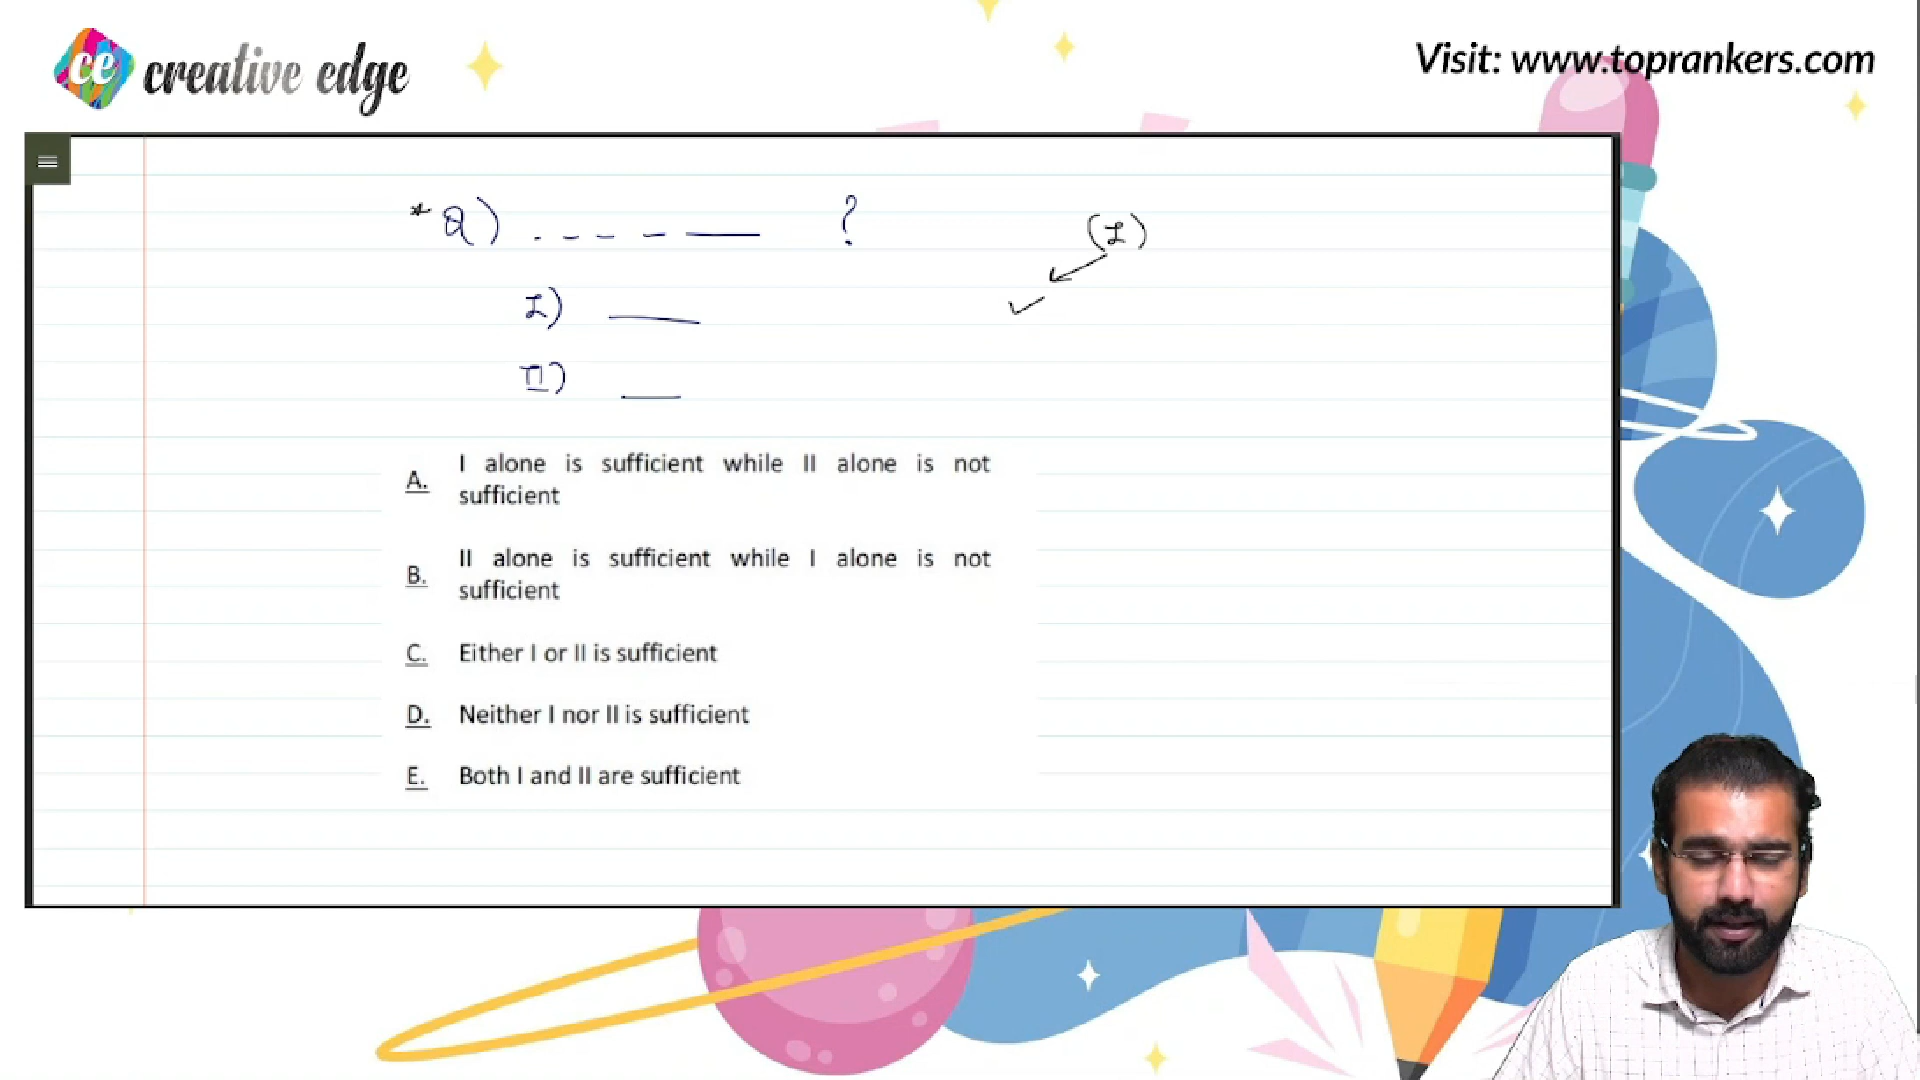 ce creative edge
Visit: www.toprankers.com
* Q) . - - - — ?
(I)
I) —
II) —
A. I alone is sufficient while II alone is not
sufficient
B. II alone is sufficient while I alone is not
sufficient
C. Either I or II is sufficient
D. Neither I nor II is sufficient
E. Both I and II are sufficient